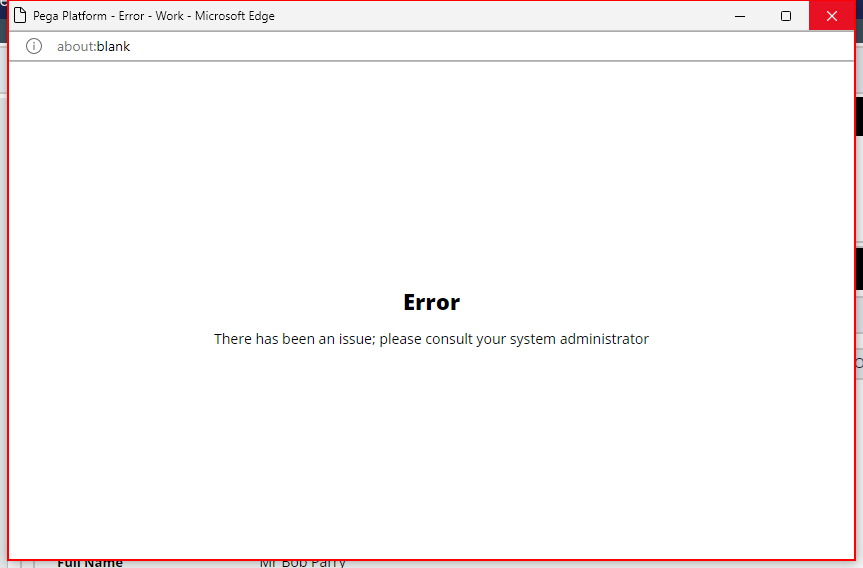 Pega Platform - Error - Work - Microsoft Edge
about:blank
Error
There has been an issue; please consult your system administrator
Full Name Mr Bob Parry